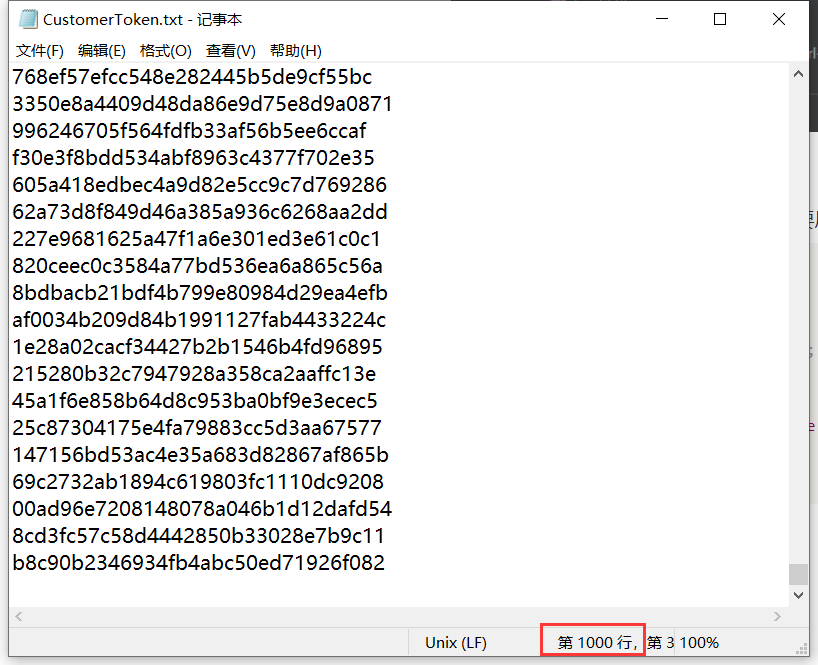 CustomerToken.txt - 记事本
文件(F) 编辑(E) 格式(O) 查看(V) 帮助(H)
768ef57efcc548e282445b5de9cf55bc
3350e8a4409d48da86e9d75e8d9a0871
996246705f564fdfb33af56b5ee6ccaf
f30e3f8bdd534abf8963c4377f702e35
605a418edbec4a9d82e5cc9c7d769286
62a73d8f849d46a385a936c6268aa2dd
227e9681625a47f1a6e301ed3e61c0c1
820ceec0c3584a77bd536ea6a865c56a
8bdbacb21bdf4b799e80984d29ea4efb
af0034b209d84b1991127fab4433224c
1e28a02cacf34427b2b1546b4fd96895
215280b32c7947928a358ca2aaffc13e
45a1f6e858b64d8c953ba0bf9e3ecec5
25c87304175e4fa79883cc5d3aa67577
147156bd53ac4e35a683d82867af865b
69c2732ab1894c619803fc1110dc9208
00ad96e7208148078a046b1d12dafd54
8cd3fc57c58d4442850b33028e7b9c11
b8c90b2346934fb4abc50ed71926f082
Unix (LF) 第 1000 行, 第 3 100%